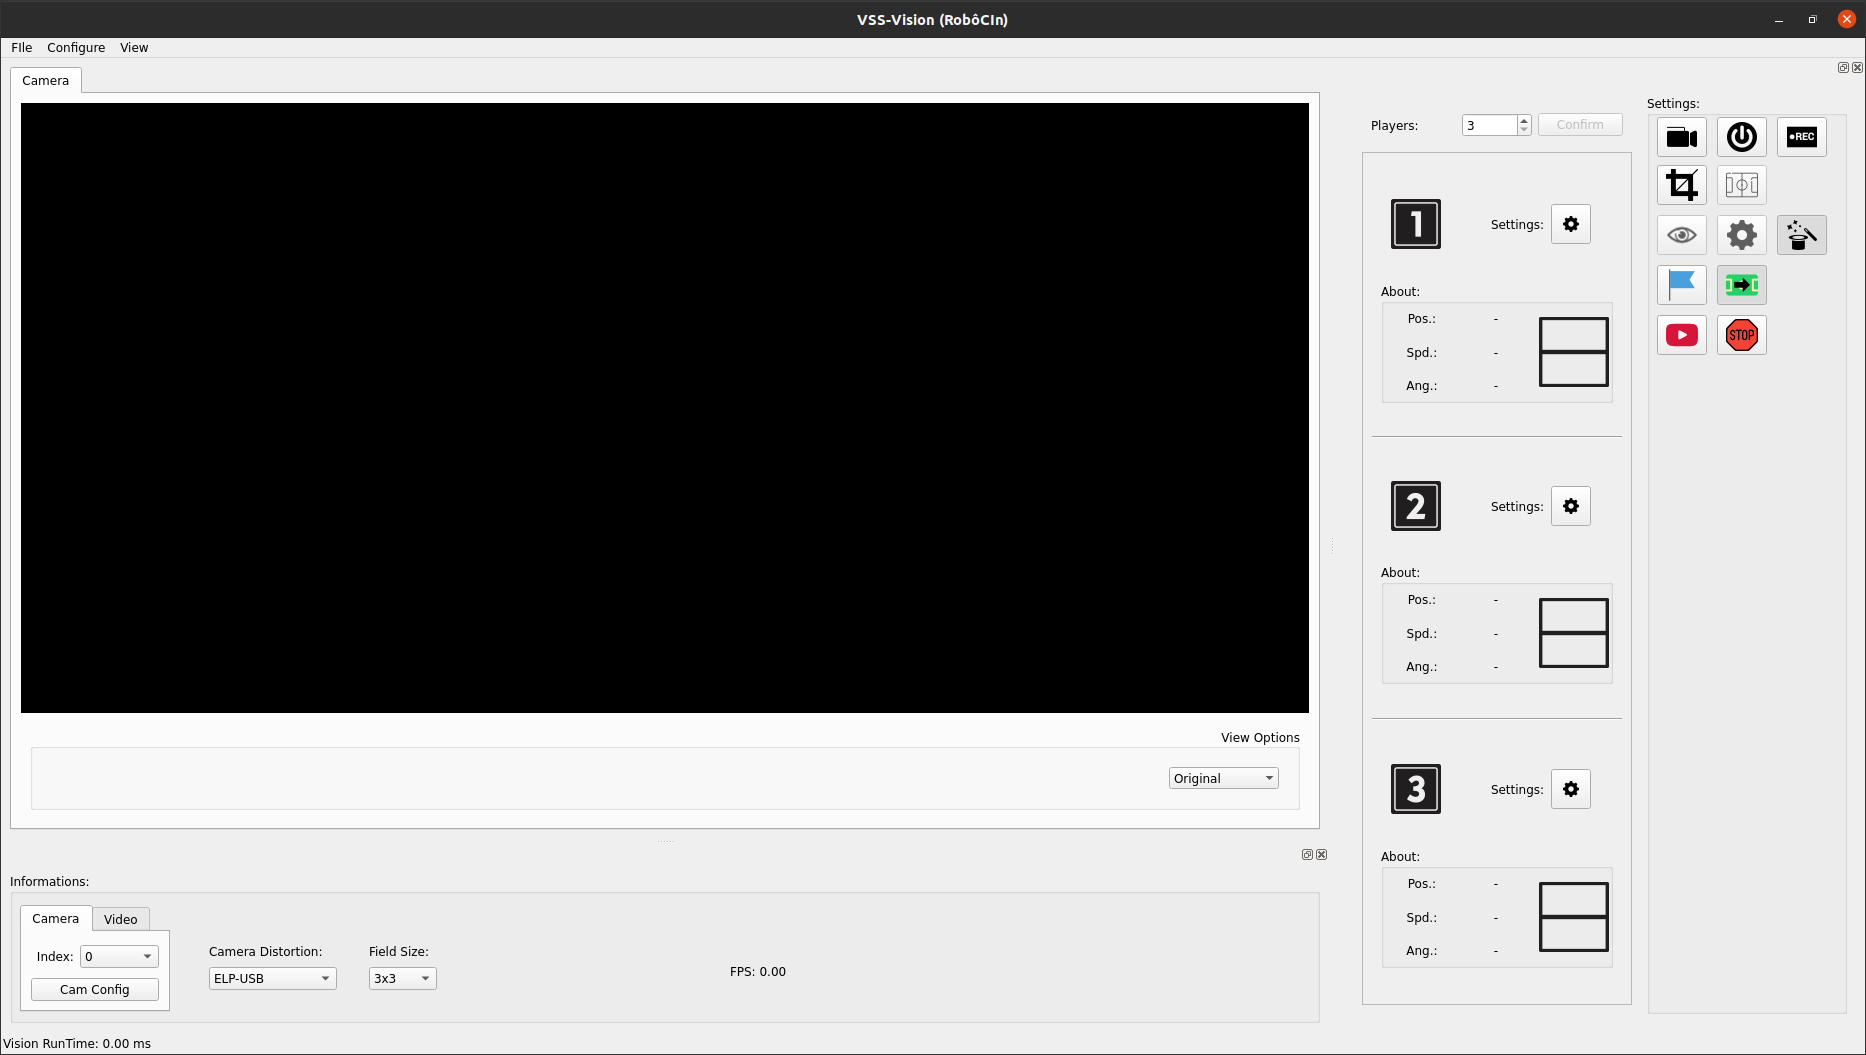 VSS-Vision (RobôCIn)
FIle Configure View
Camera
Players: 3 Confirm
Settings:
REC
1 Settings:
About:
Pos.: -
Spd.: -
Ang.: -
STOP
2 Settings:
About:
Pos.: -
Spd.: -
Ang.: -
3 Settings:
About:
Pos.: -
Spd.: -
Ang.: -
View Options
Original
Informations:
Camera Video
Index: 0
Cam Config
Camera Distortion:
ELP-USB
Field Size:
3x3
FPS: 0.00
Vision RunTime: 0.00 ms